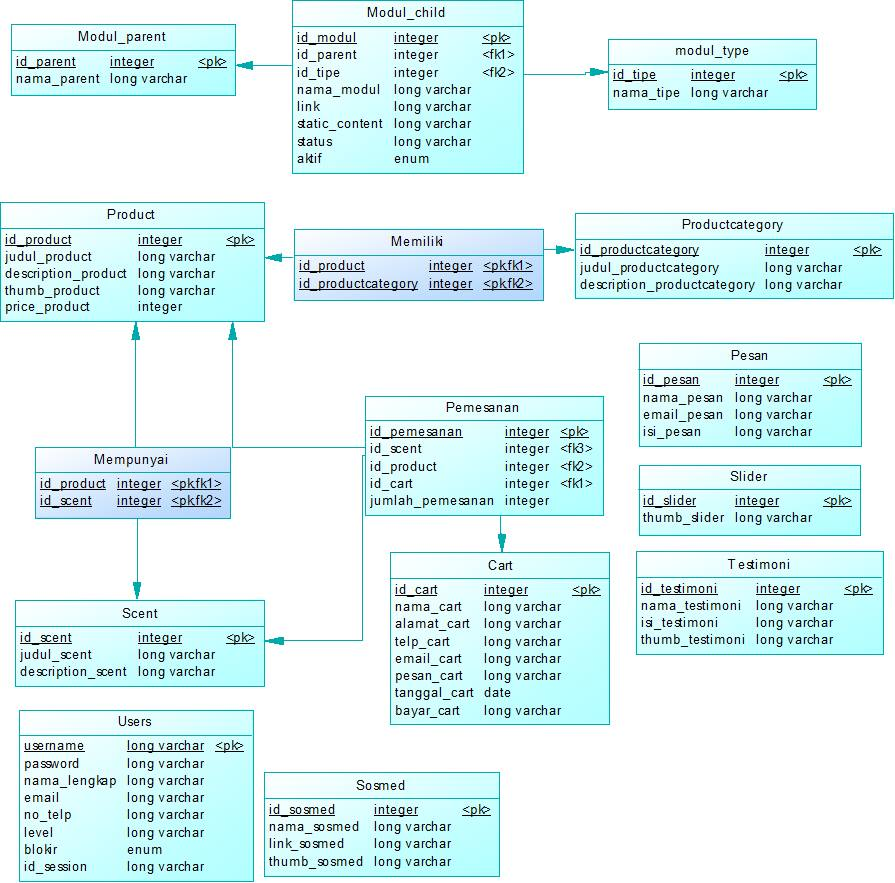 Modul_parent
id_parent integer <pk>
nama_parent long varchar
Modul_child
id_modul integer <pk>
id_parent integer <fk1>
id_tipe integer <fk2>
nama_modul long varchar
link long varchar
static_content long varchar
status long varchar
aktif enum
modul_type
id_tipe integer <pk>
nama_tipe long varchar
Product
id_product integer <pk>
judul_product long varchar
description_product long varchar
thumb_product long varchar
price_product integer
Memiliki
id_product integer <pk,fk1>
id_productcategory integer <pk,fk2>
Productcategory
id_productcategory integer <pk>
judul_productcategory long varchar
description_productcategory long varchar
Pesan
id_pesan integer <pk>
nama_pesan long varchar
email_pesan long varchar
isi_pesan long varchar
Pemesanan
id_pemesanan integer <pk>
id_scent integer <fk3>
id_product integer <fk2>
id_cart integer <fk1>
jumlah_pemesanan integer
Mempunyai
id_product integer <pk,fk1>
id_scent integer <pk,fk2>
Slider
id_slider integer <pk>
thumb_slider long varchar
Cart
id_cart integer <pk>
nama_cart long varchar
alamat_cart long varchar
telp_cart long varchar
email_cart long varchar
pesan_cart long varchar
tanggal_cart date
bayar_cart long varchar
Testimoni
id_testimoni integer <pk>
nama_testimoni long varchar
isi_testimoni long varchar
thumb_testimoni long varchar
Scent
id_scent integer <pk>
judul_scent long varchar
description_scent long varchar
Users
username long varchar <pk>
password long varchar
nama_lengkap long varchar
email long varchar
no_telp long varchar
level long varchar
blokir enum
id_session long varchar
Sosmed
id_sosmed integer <pk>
nama_sosmed long varchar
link_sosmed long varchar
thumb_sosmed long varchar